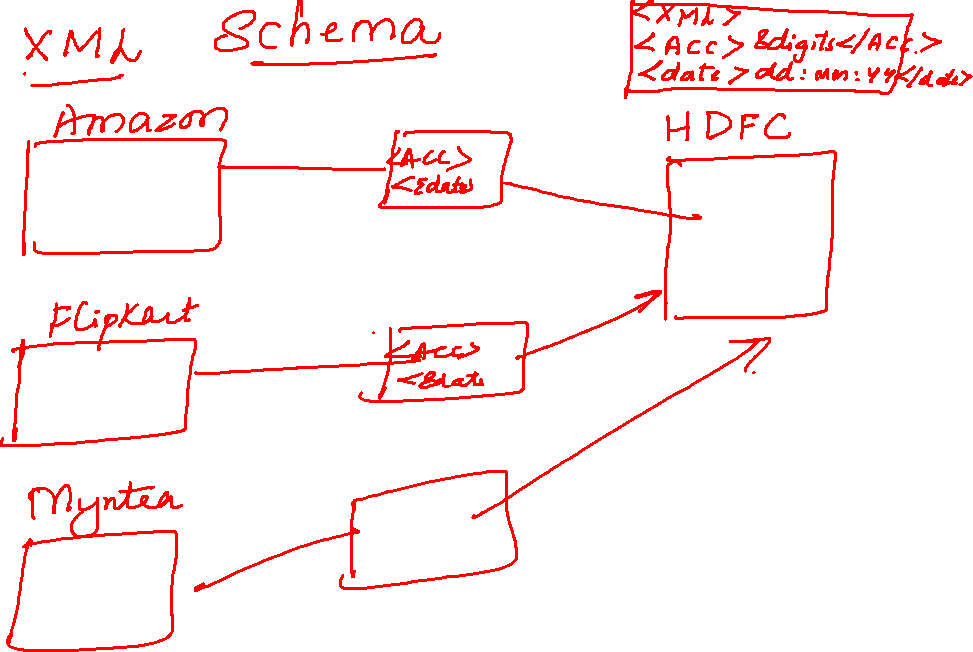 XML Schema
<XML>
<ACC> 8digits</ACC.>
<date> dd:mm:yy</date>
Amazon
HDFC
<ACC>
<Edate>
Flipkart
<ACC>
<Edate
Myntra